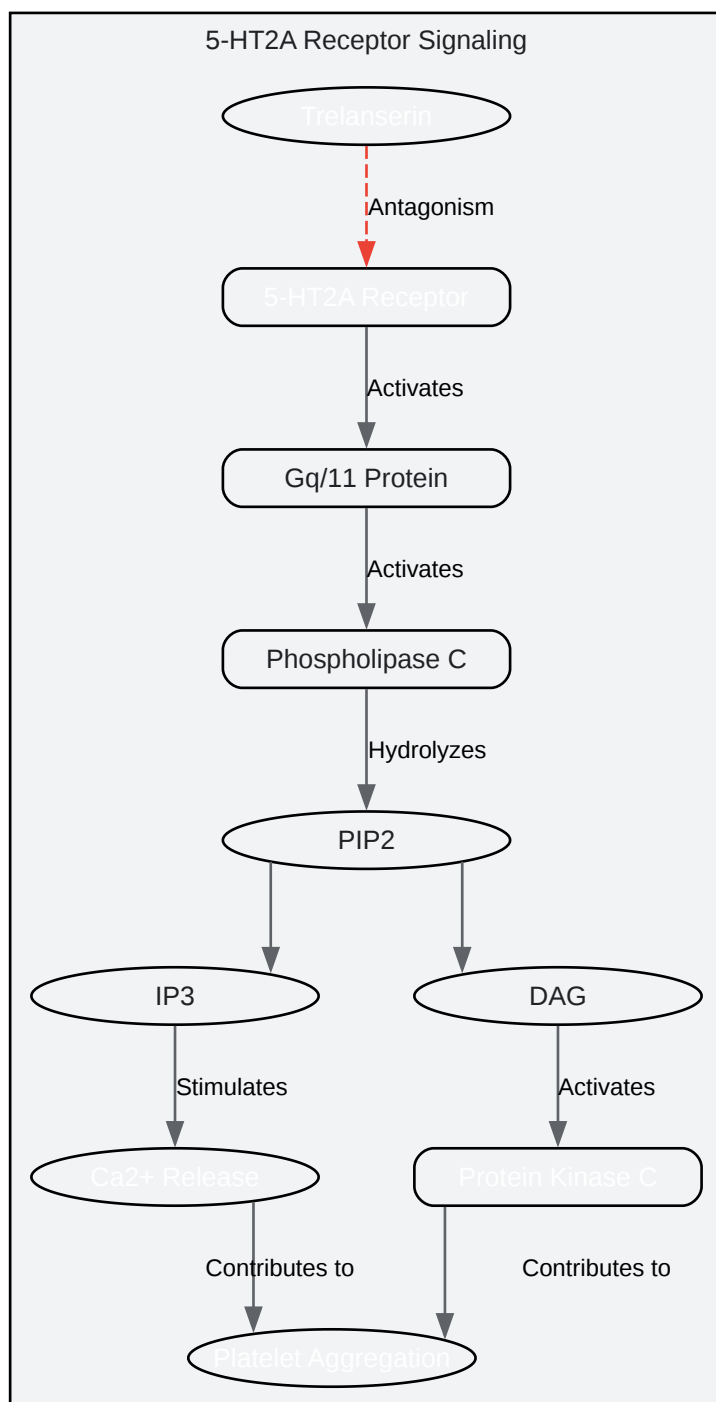 5-HT2A Receptor Signaling
Trelanserin
Antagonism
5-HT2A Receptor
Activates
Gq/11 Protein
Activates
Phospholipase C
Hydrolyzes
PIP2
IP3
DAG
Stimulates
Activates
Ca2+ Release
Protein Kinase C
Contributes to
Contributes to
Platelet Aggregation